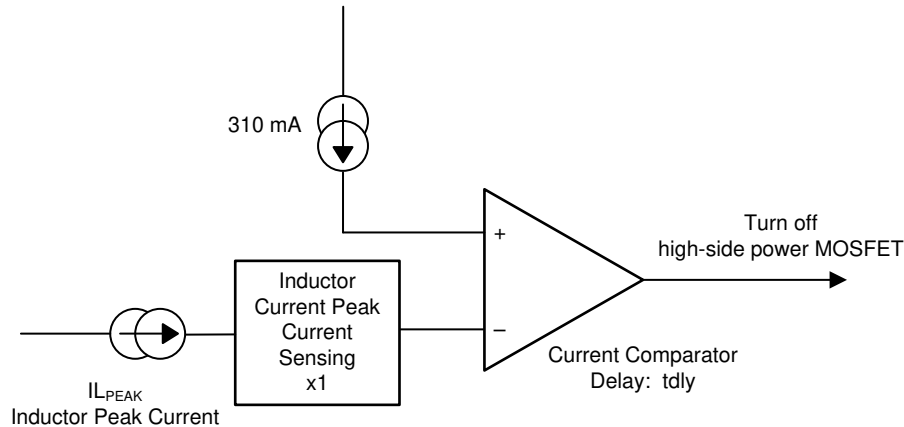 310 mA
+
Turn off
high-side power MOSFET
Inductor
Current Peak
Current
Sensing
x1
−
Current Comparator
Delay: tdly
ILPEAK
Inductor Peak Current